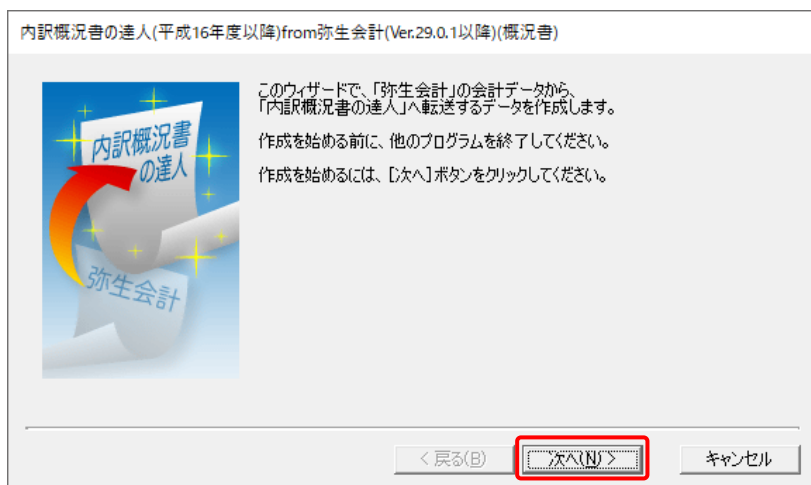 内訳概況書の達人(平成16年度以降)from弥生会計(Ver.29.0.1以降)(概況書)
内訳概況書
の達人
弥生会計
このウィザードで、「弥生会計」の会計データから、
「内訳概況書の達人」へ転送するデータを作成します。
作成を始める前に、他のプログラムを終了してください。
作成を始めるには、[次へ]ボタンをクリックしてください。
< 戻る(B)
次へ(N) >
キャンセル